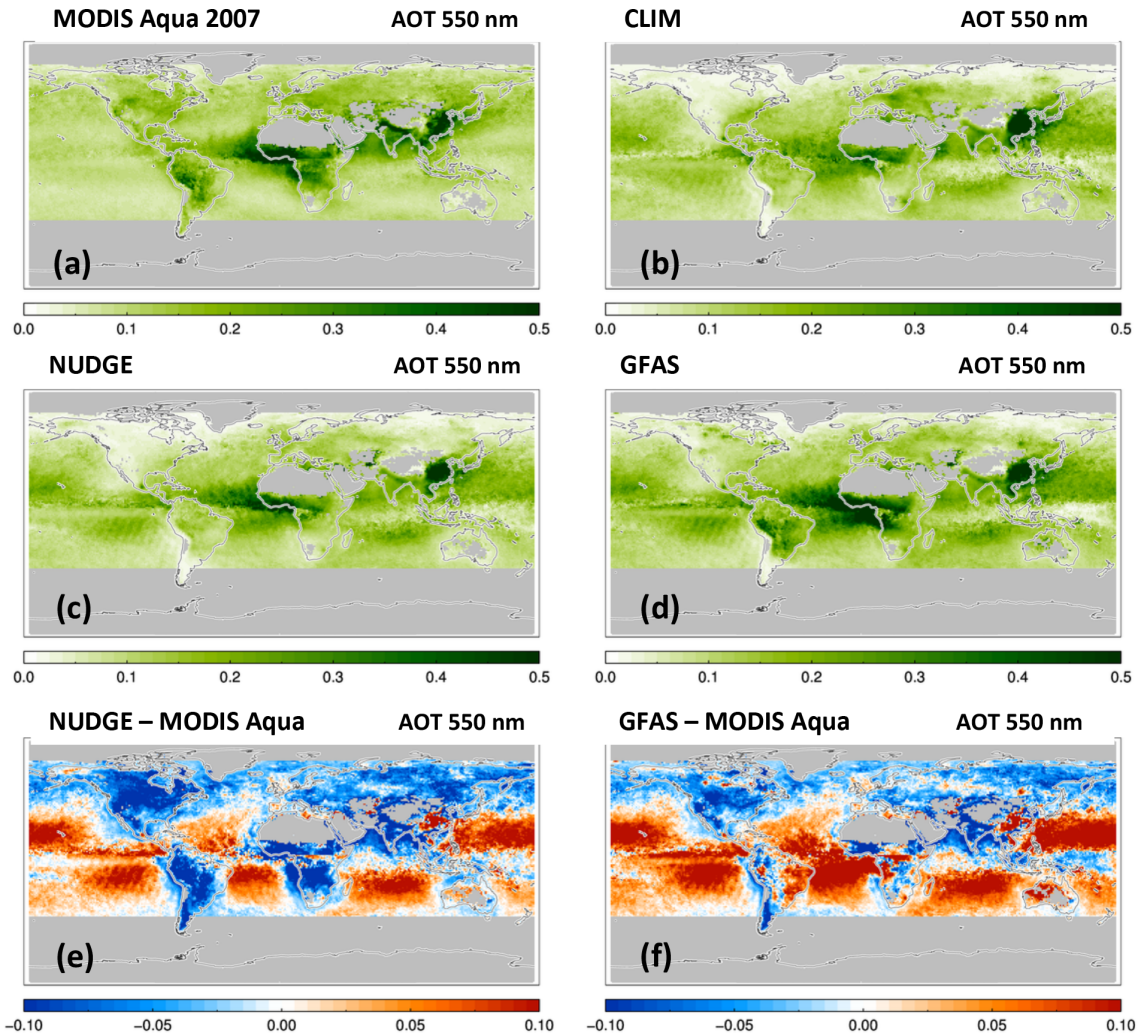 MODIS Aqua 2007 AOT 550 nm
CLIM AOT 550 nm
(a)
(b)
0.0 0.1 0.2 0.3 0.4 0.5
0.0 0.1 0.2 0.3 0.4 0.5
NUDGE AOT 550 nm
GFAS AOT 550 nm
(c)
(d)
0.0 0.1 0.2 0.3 0.4 0.5
0.0 0.1 0.2 0.3 0.4 0.5
NUDGE – MODIS Aqua AOT 550 nm
GFAS – MODIS Aqua AOT 550 nm
(e)
(f)
−0.10 −0.05 0.00 0.05 0.10
−0.10 −0.05 0.00 0.05 0.10